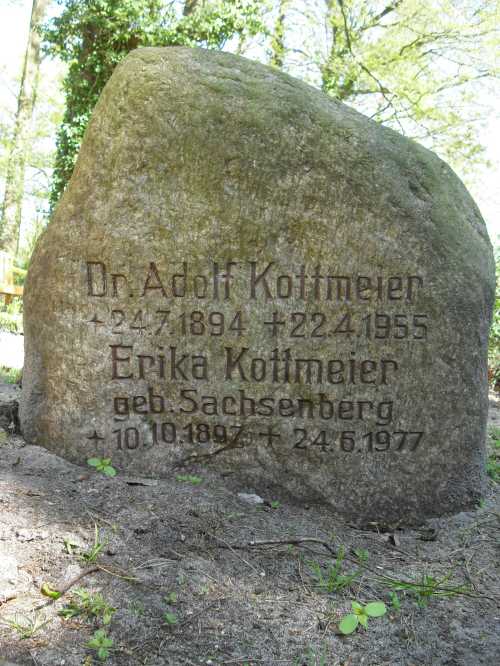 Dr. Adolf Kottmeier
+24.7.1894 +22.4.1955
Erika Kottmeier
geb. Sachsenberg
+ 10.10.1897 + 24.6.1977